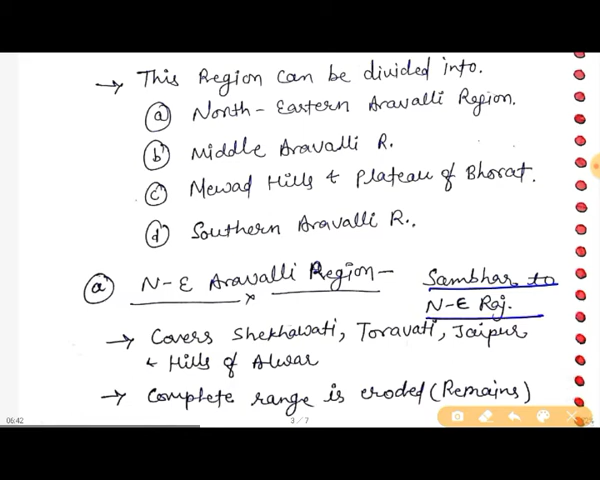 → This Region can be divided into.
(a) North-Eastern Aravalli Region.
(b) Middle Aravalli R.
(c) Mewad Hills & Plateau of Bhorat.
(d) Southern Aravalli R.
(a) N-E Aravalli Region- Sambhar to
N-E Raj.
→ Covers Shekhawati, Toravati, Jaipur
& Hills of Alwar
→ Complete range is eroded (Remains)
06:42 3/7